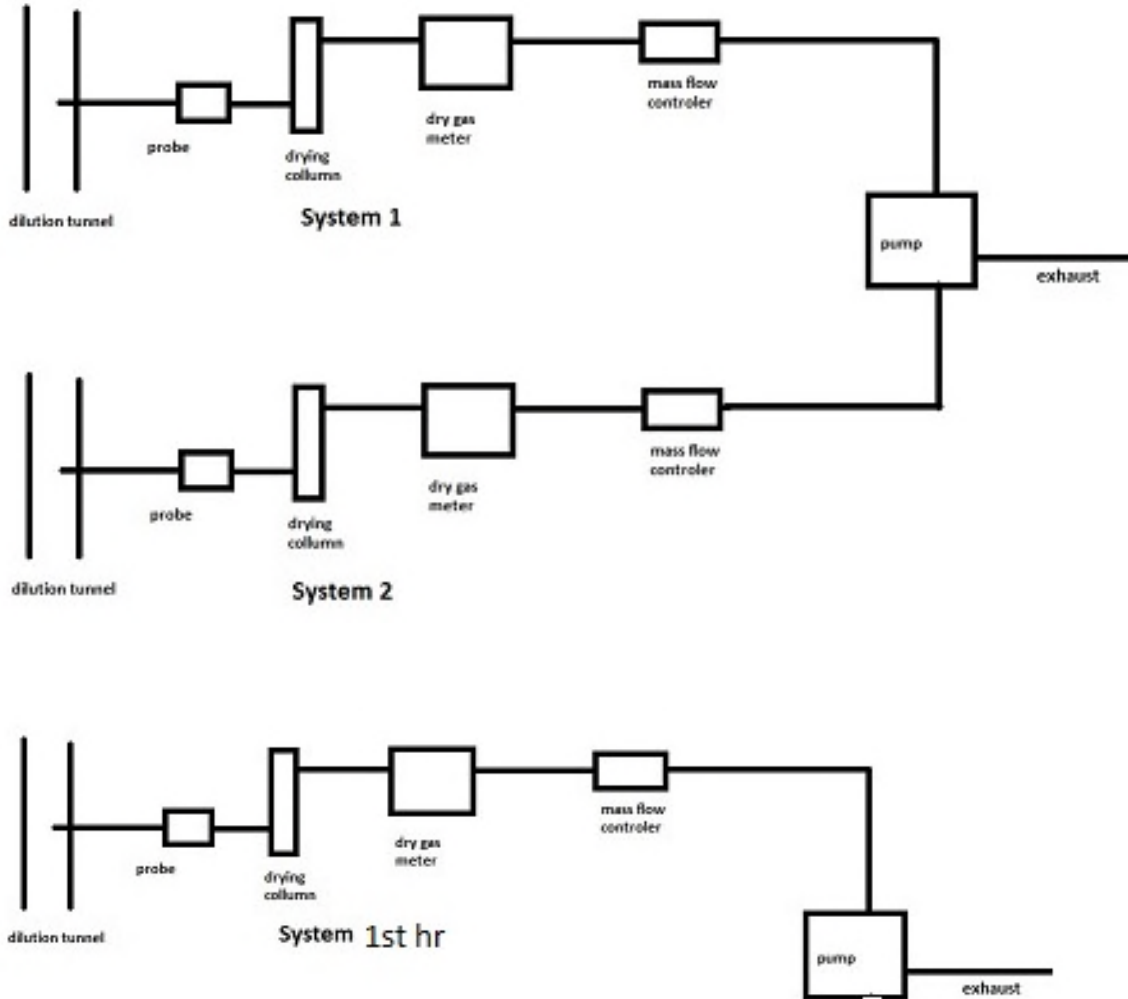 mass flow
controler
dry gas
meter
probe
drying
collumn
dilution tunnel
System 1
pump
exhaust
mass flow
controler
dry gas
meter
probe
drying
collumn
dilution tunnel
System 2
mass flow
controler
dry gas
meter
probe
drying
collumn
dilution tunnel
System 1st hr
pump
exhaust